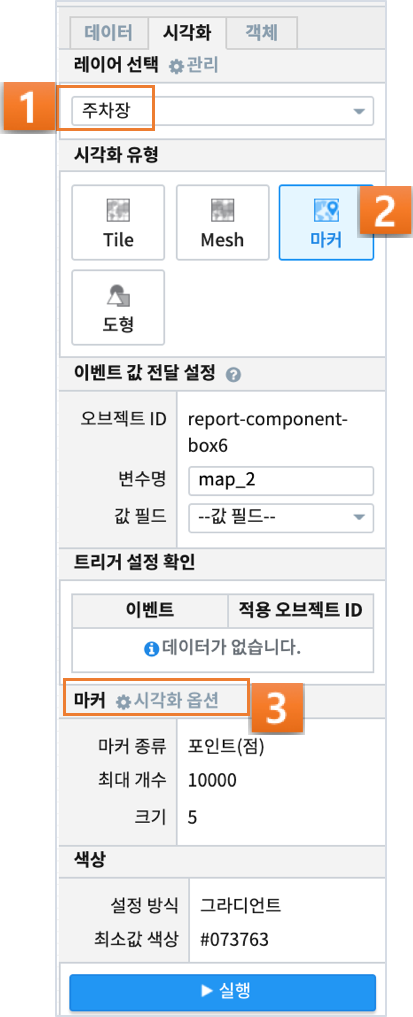 데이터 시각화 객체
레이어 선택 관리
1
주차장
시각화 유형
Tile Mesh 마커
2
도형
이벤트 값 전달 설정 ?
오브젝트 ID report-component-
box6
변수명 map_2
값 필드 --값 필드--
트리거 설정 확인
이벤트 적용 오브젝트 ID
데이터가 없습니다.
마커 시각화 옵션
3
마커 종류 포인트(점)
최대 개수 10000
크기 5
색상
설정 방식 그라디언트
최소값 색상 #073763
실행